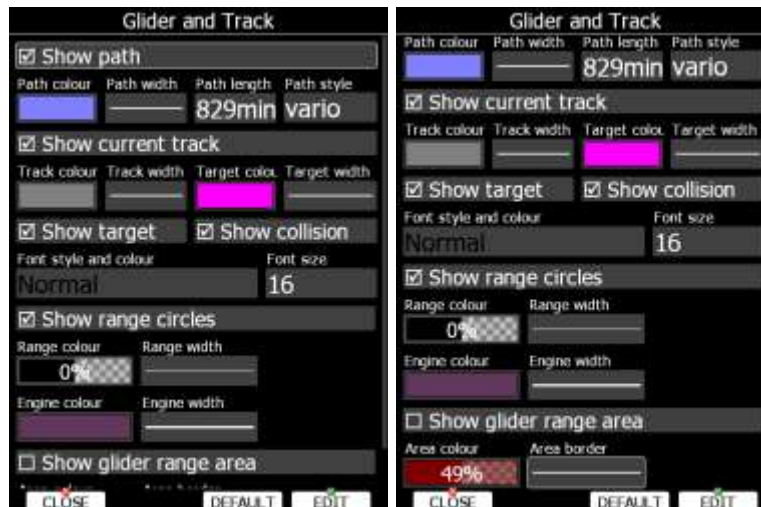 Glider and Track
Show path
Path colour Path width Path length Path style
829min vario
Show current track
Track colour Track width Target colou Target width
Show target Show collision
Font style and colour Font size
Normal 16
Show range circles
Range colour Range width
0%
Engine colour Engine width
Show glider range area
CLOSE DEFAULT EDIT
Glider and Track
Path colour Path width Path length Path style
829min vario
Show current track
Track colour Track width Target colou Target width
Show target Show collision
Font style and colour Font size
Normal 16
Show range circles
Range colour Range width
0%
Engine colour Engine width
Show glider range area
Area colour Area border
49%
CLOSE DEFAULT EDIT